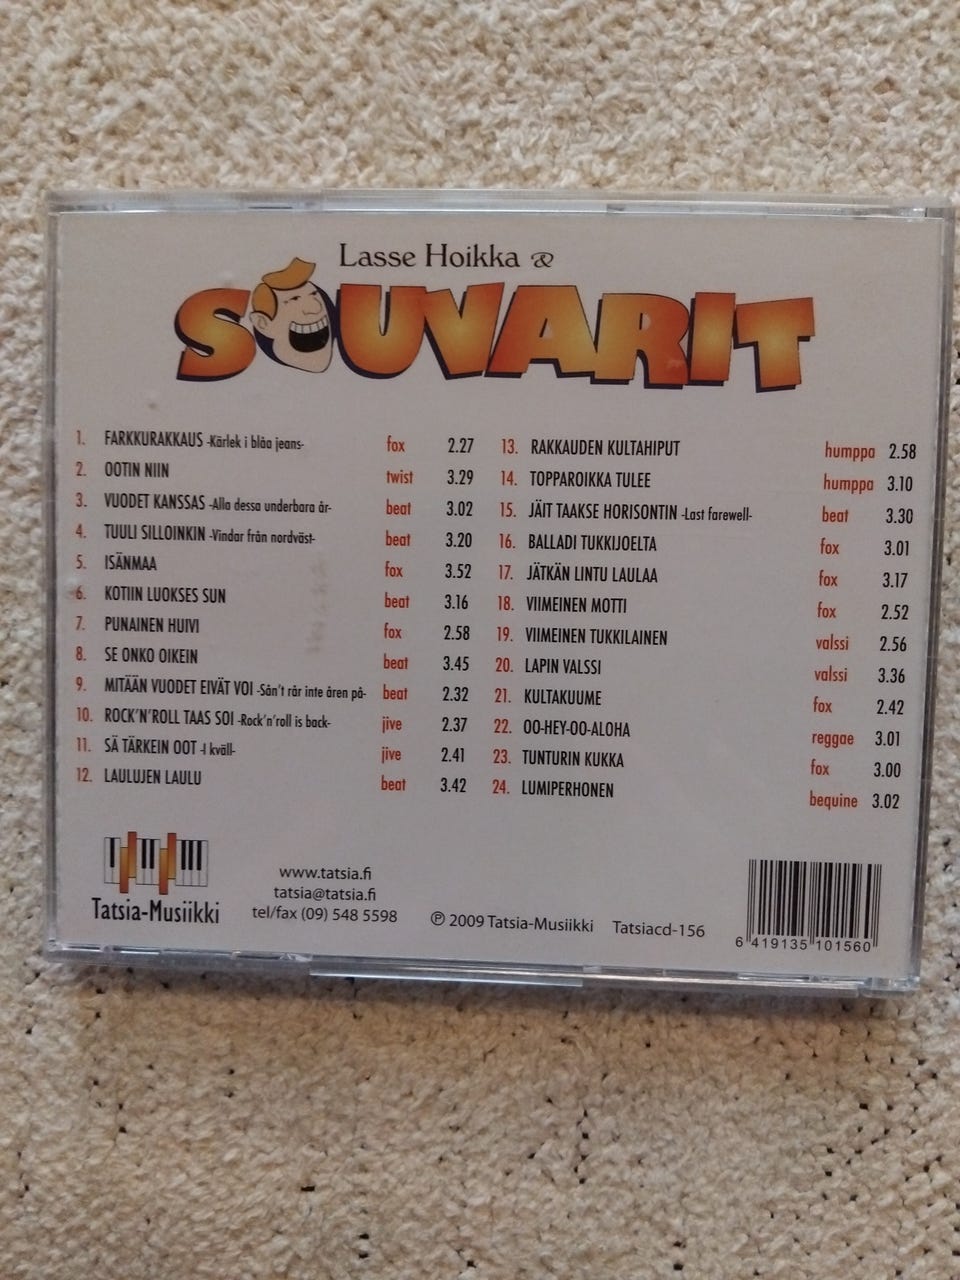 Lasse Hoikka &
SOUVARIT
1. FARKKURAKKAUS -Kärlek i blåa jeans- fox 2.27
2. OOTIN NIIN twist 3.29
3. VUODET KANSSAS -Alla dessa underbara år- beat 3.02
4. TUULI SILLOINKIN -Vindar från nordväst- beat 3.20
5. ISÄNMAA fox 3.52
6. KOTIIN LUOKSES SUN beat 3.16
7. PUNAINEN HUIVI fox 2.58
8. SE ONKO OIKEIN beat 3.45
9. MITÄÄN VUODET EIVÄT VOI -Sån't rår inte åren på- beat 2.32
10. ROCK'N'ROLL TAAS SOI -Rock'n'roll is back- jive 2.37
11. SÄ TÄRKEIN OOT -I kväll- jive 2.41
12. LAULUJEN LAULU beat 3.42
13. RAKKAUDEN KULTAHIPUT humppa 2.58
14. TOPPAROIKKA TULEE humppa 3.10
15. JÄIT TAAKSE HORISONTIN -Last farewell- beat 3.30
16. BALLADI TUKKIJOELTA fox 3.01
17. JÄTKÄN LINTU LAULAA fox 3.17
18. VIIMEINEN MOTTI fox 2.52
19. VIIMEINEN TUKKILAINEN valssi 2.56
20. LAPIN VALSSI valssi 3.36
21. KULTAKUUME fox 2.42
22. OO-HEY-OO-ALOHA reggae 3.01
23. TUNTURIN KUKKA fox 3.00
24. LUMIPERHONEN bequine 3.02
Tatsia-Musiikki
www.tatsia.fi
tatsia@tatsia.fi
tel/fax (09) 548 5598
℗ 2009 Tatsia-Musiikki Tatsiacd-156
6 419135 101560